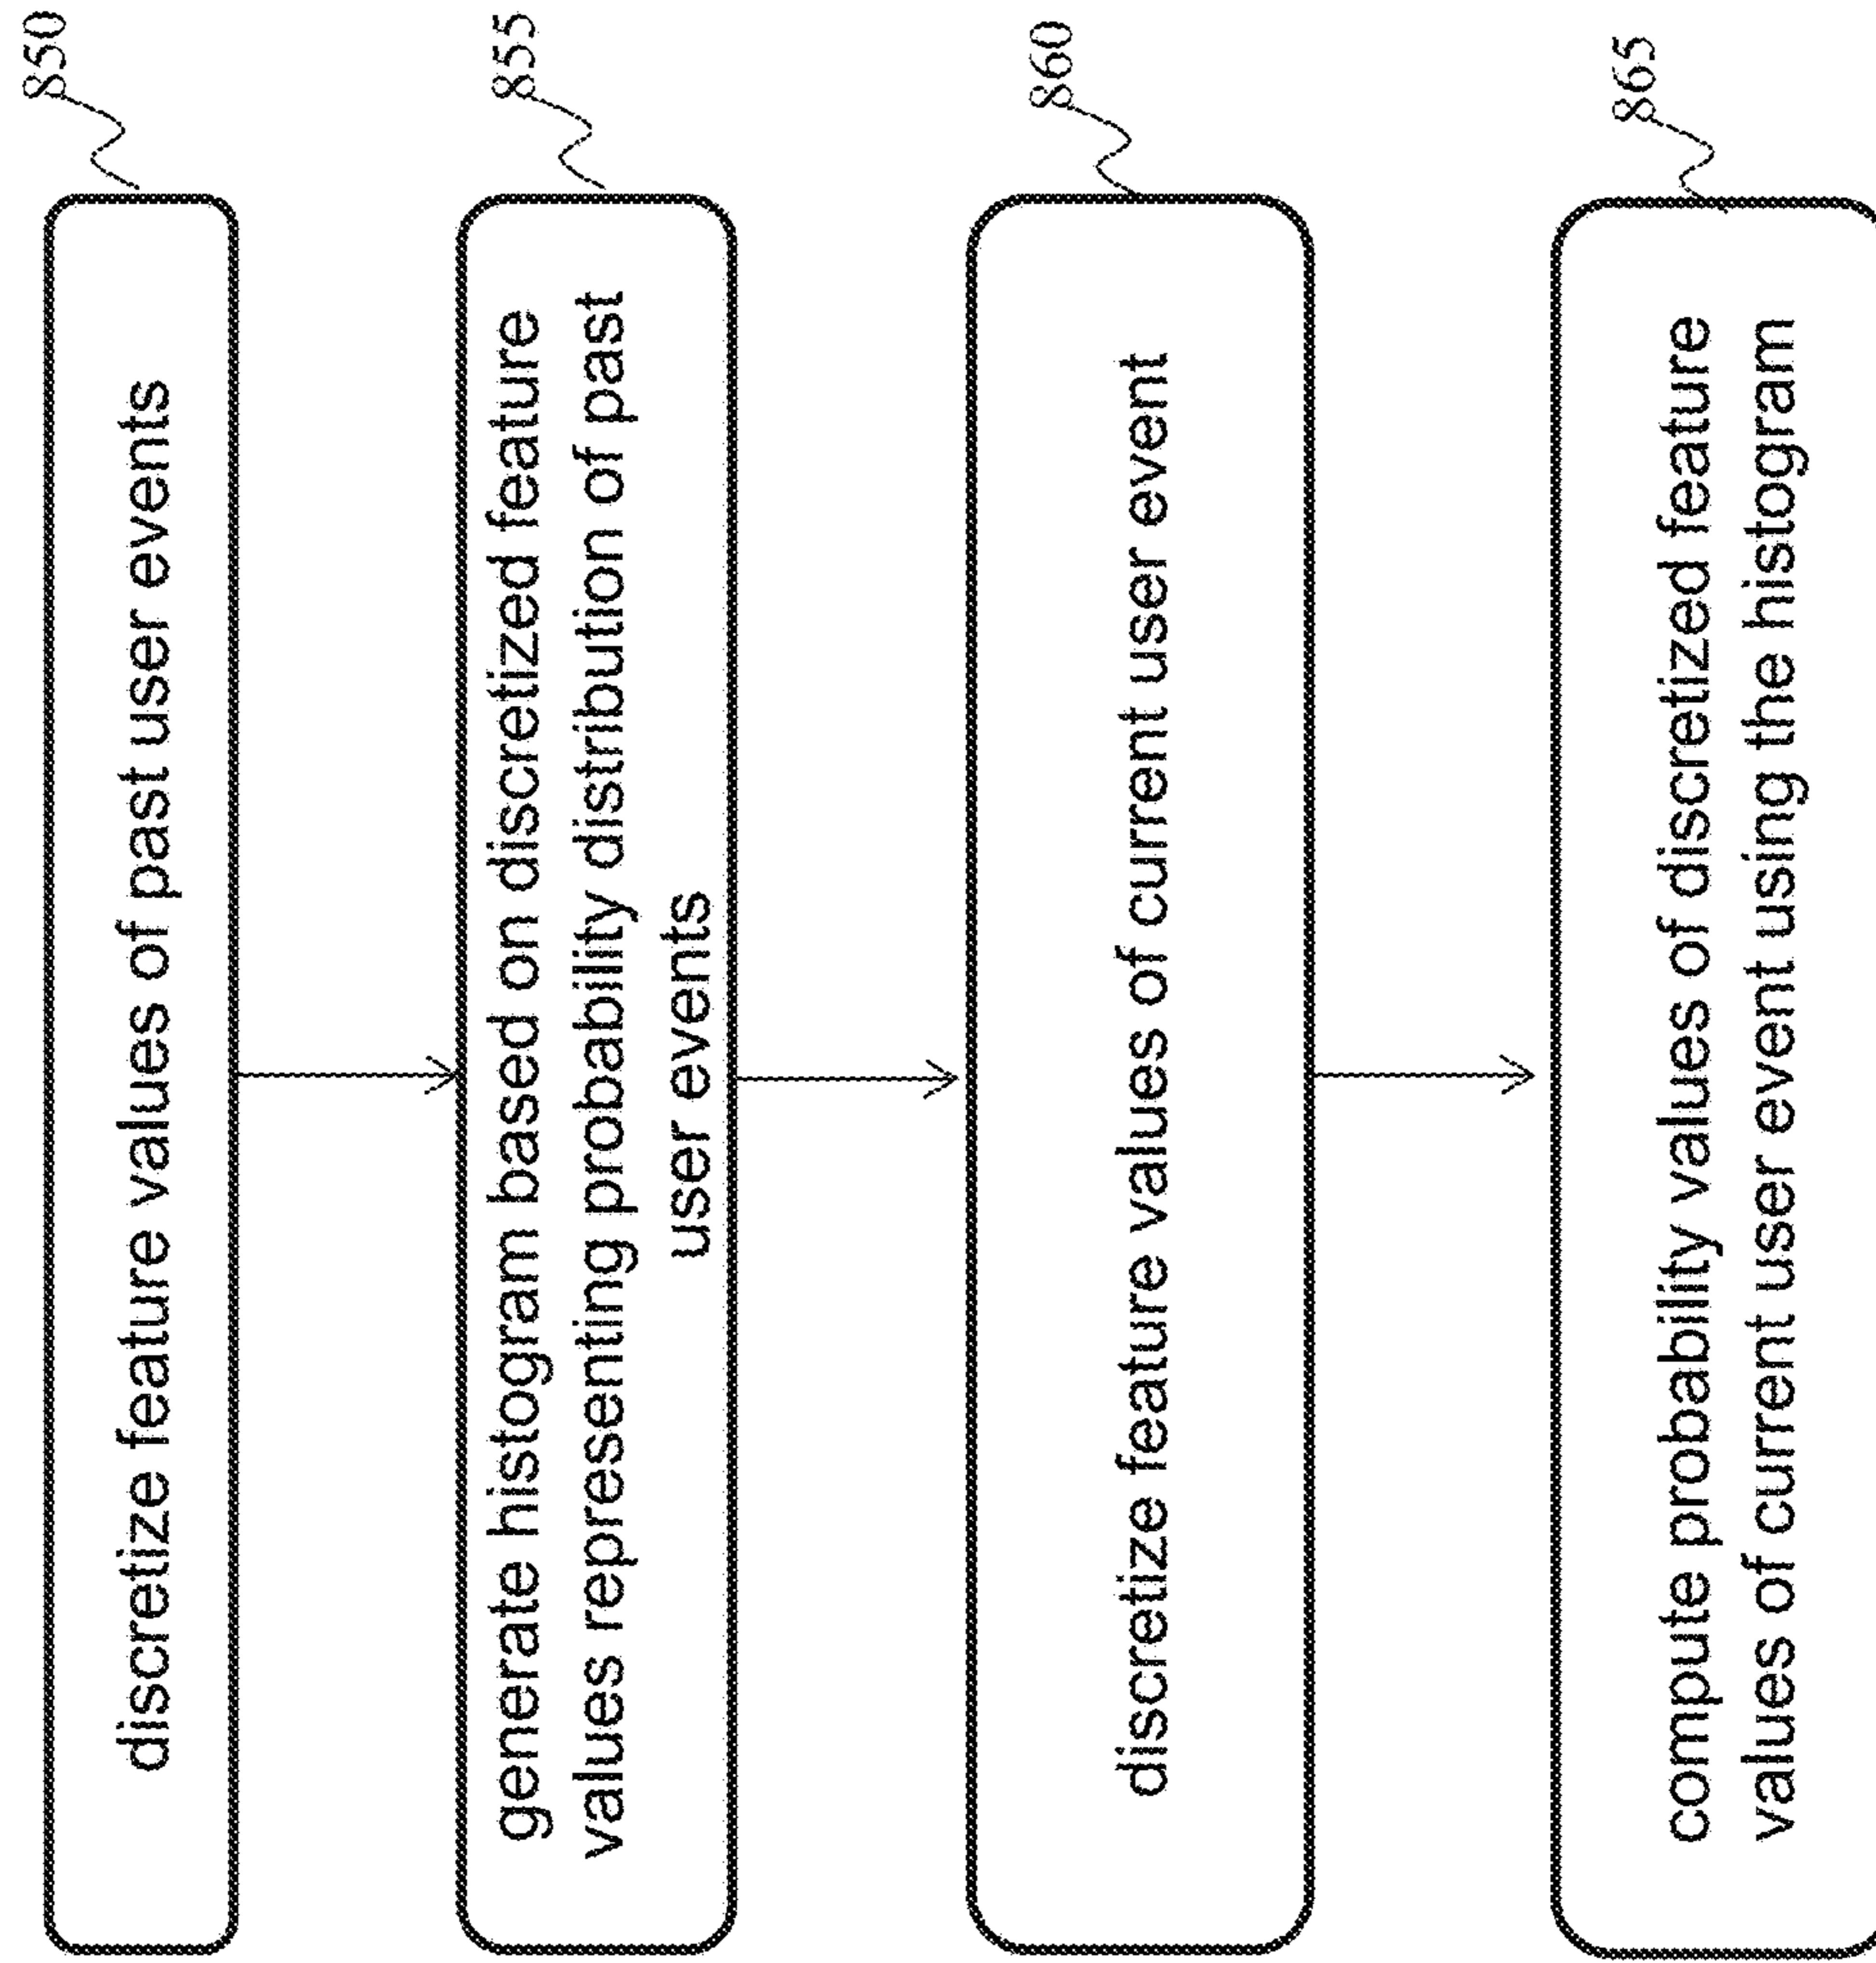 850
discretize feature values of past user events
855
generate histogram based on discretized feature
values representing probability distribution of past
user events
860
discretize feature values of current user event
865
compute probability values of discretized feature
values of current user event using the histogram